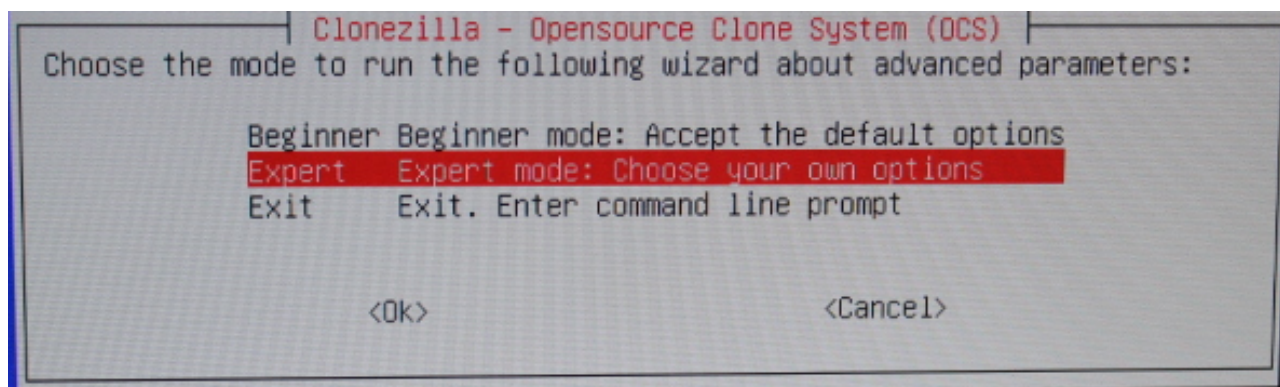 Clonezilla - Opensource Clone System (OCS)
Choose the mode to run the following wizard about advanced parameters:
Beginner Beginner mode: Accept the default options
Expert Expert mode: Choose your own options
Exit Exit. Enter command line prompt
<Ok> <Cancel>